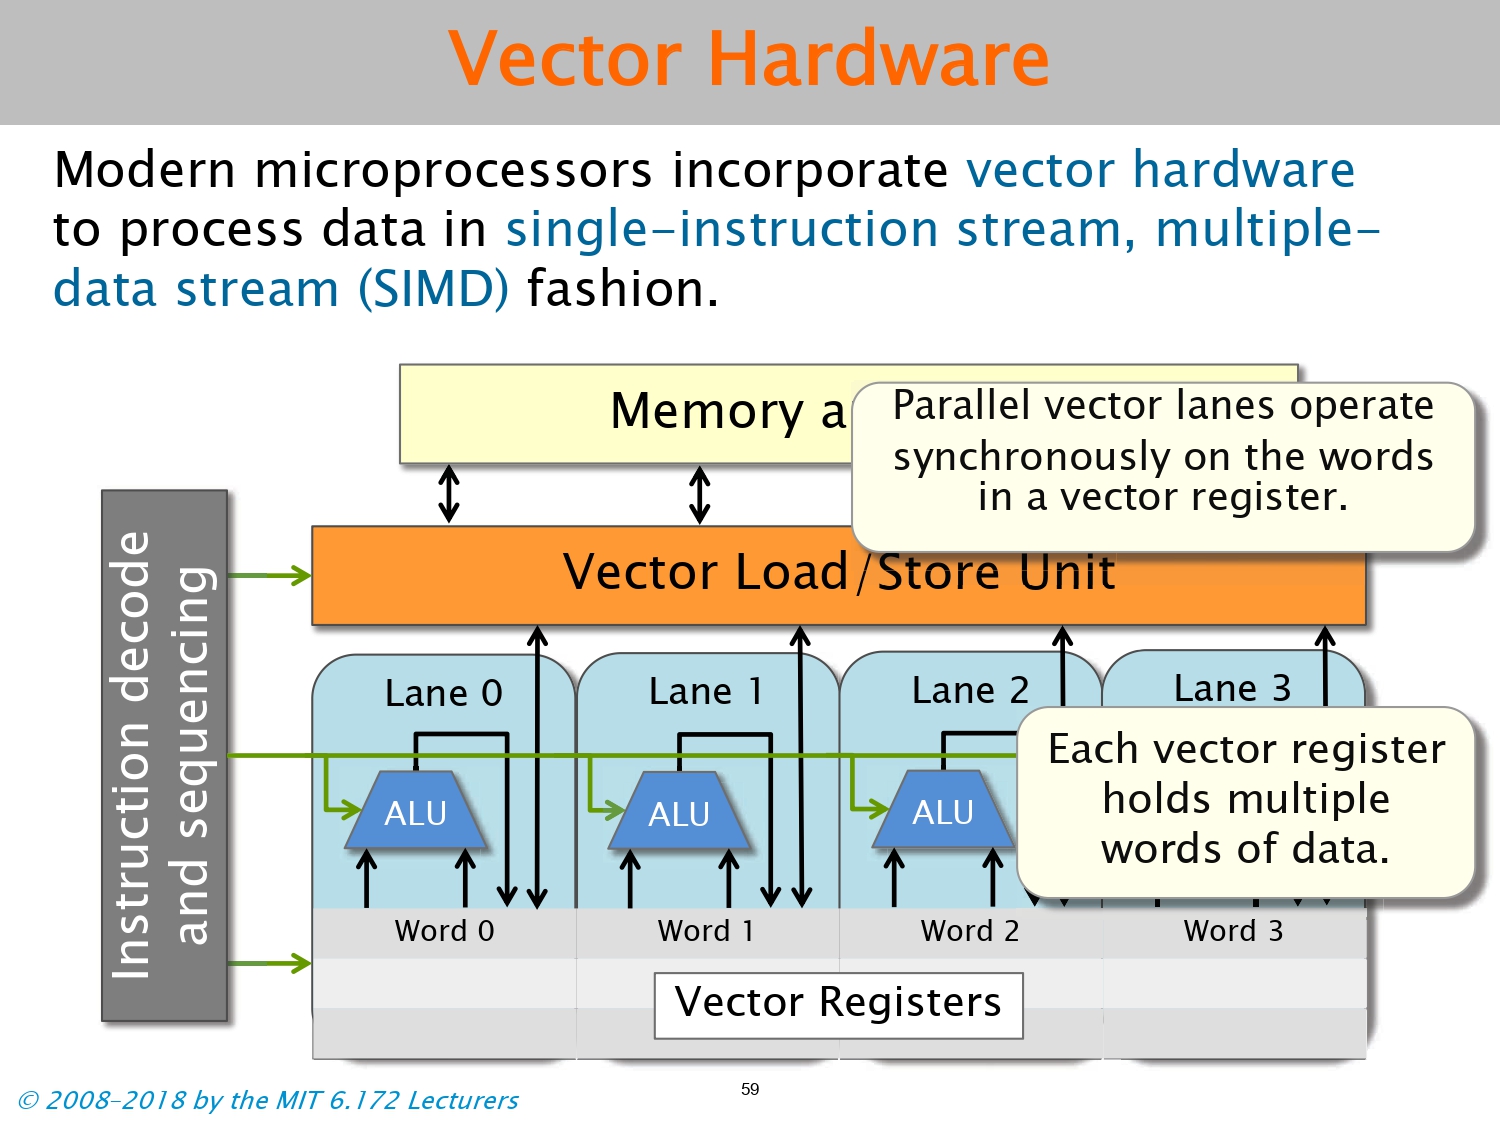 Vector Hardware
Modern microprocessors incorporate vector hardware
to process data in single-instruction stream, multiple-
data stream (SIMD) fashion.
Memory a
Parallel vector lanes operate
synchronously on the words
in a vector register.
Vector Load/Store Unit
Instruction decode
and sequencing
Lane 0
Lane 1
Lane 2
Lane 3
Each vector register
holds multiple
words of data.
ALU
ALU
ALU
Word 0
Word 1
Word 2
Word 3
Vector Registers
© 2008–2018 by the MIT 6.172 Lecturers
59